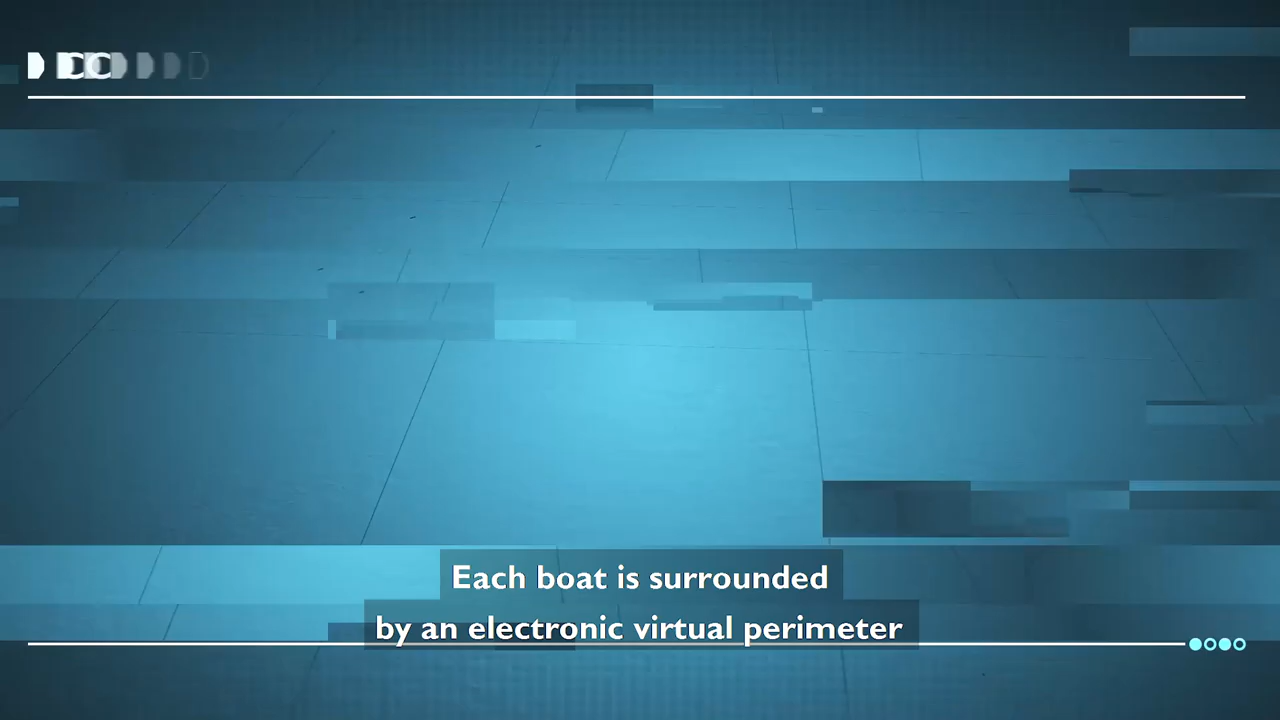 Each boat is surrounded
by an electronic virtual perimeter